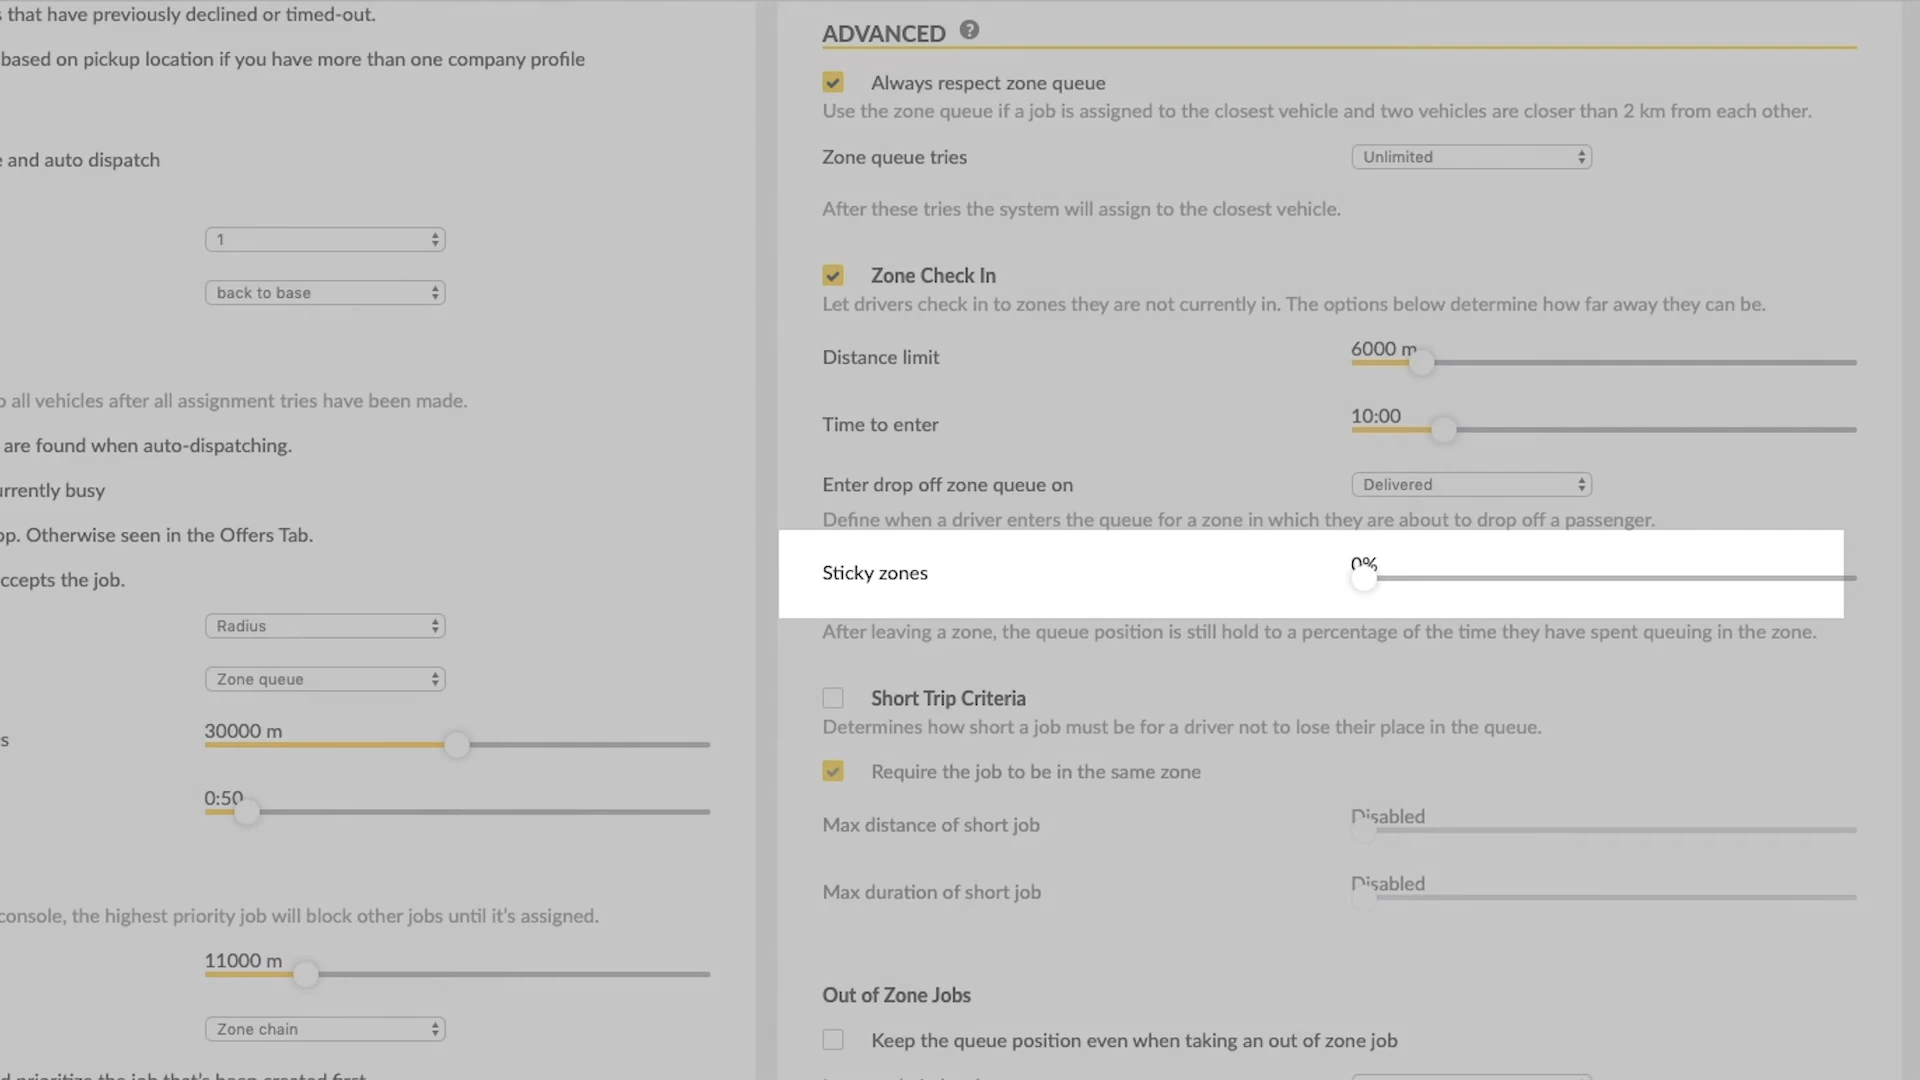 s that have previously declined or timed-out.
based on pickup location if you have more than one company profile
e and auto dispatch
1
back to base
o all vehicles after all assignment tries have been made.
are found when auto-dispatching.
urrently busy
op. Otherwise seen in the Offers Tab.
ccepts the job.
Radius
Zone queue
s
30000 m
0:50
console, the highest priority job will block other jobs until it's assigned.
11000 m
Zone chain
d prioritize the job that's been created first
ADVANCED ?
Always respect zone queue
Use the zone queue if a job is assigned to the closest vehicle and two vehicles are closer than 2 km from each other.
Zone queue tries Unlimited
After these tries the system will assign to the closest vehicle.
Zone Check In
Let drivers check in to zones they are not currently in. The options below determine how far away they can be.
Distance limit 6000 m
Time to enter 10:00
Enter drop off zone queue on Delivered
Define when a driver enters the queue for a zone in which they are about to drop off a passenger.
Sticky zones 0%
After leaving a zone, the queue position is still hold to a percentage of the time they have spent queuing in the zone.
Short Trip Criteria
Determines how short a job must be for a driver not to lose their place in the queue.
Require the job to be in the same zone
Max distance of short job Disabled
Max duration of short job Disabled
Out of Zone Jobs
Keep the queue position even when taking an out of zone job